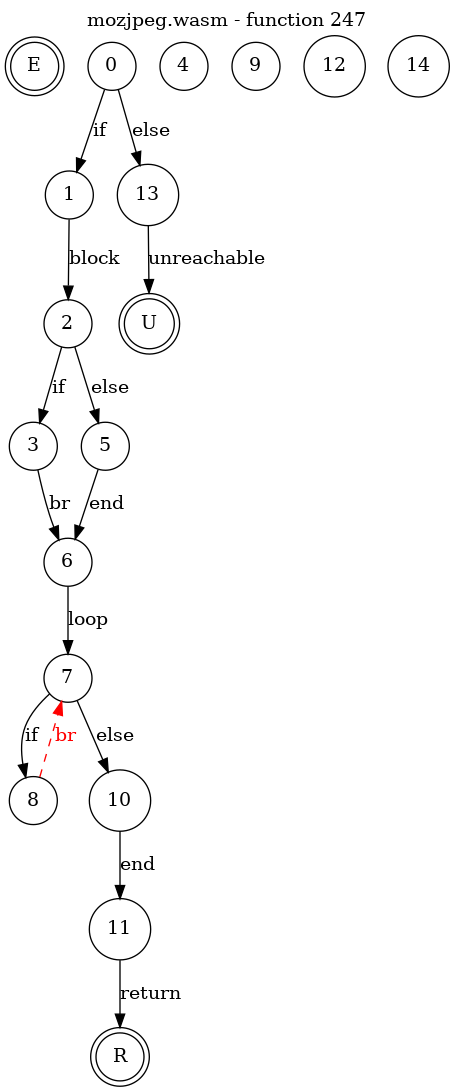 mozjpeg.wasm - function 247
E 0 4 9 12 14
if else
1 13
block unreachable
2 U
if else
3 5
br end
6
loop
7
if br else
8 10
end
11
return
R